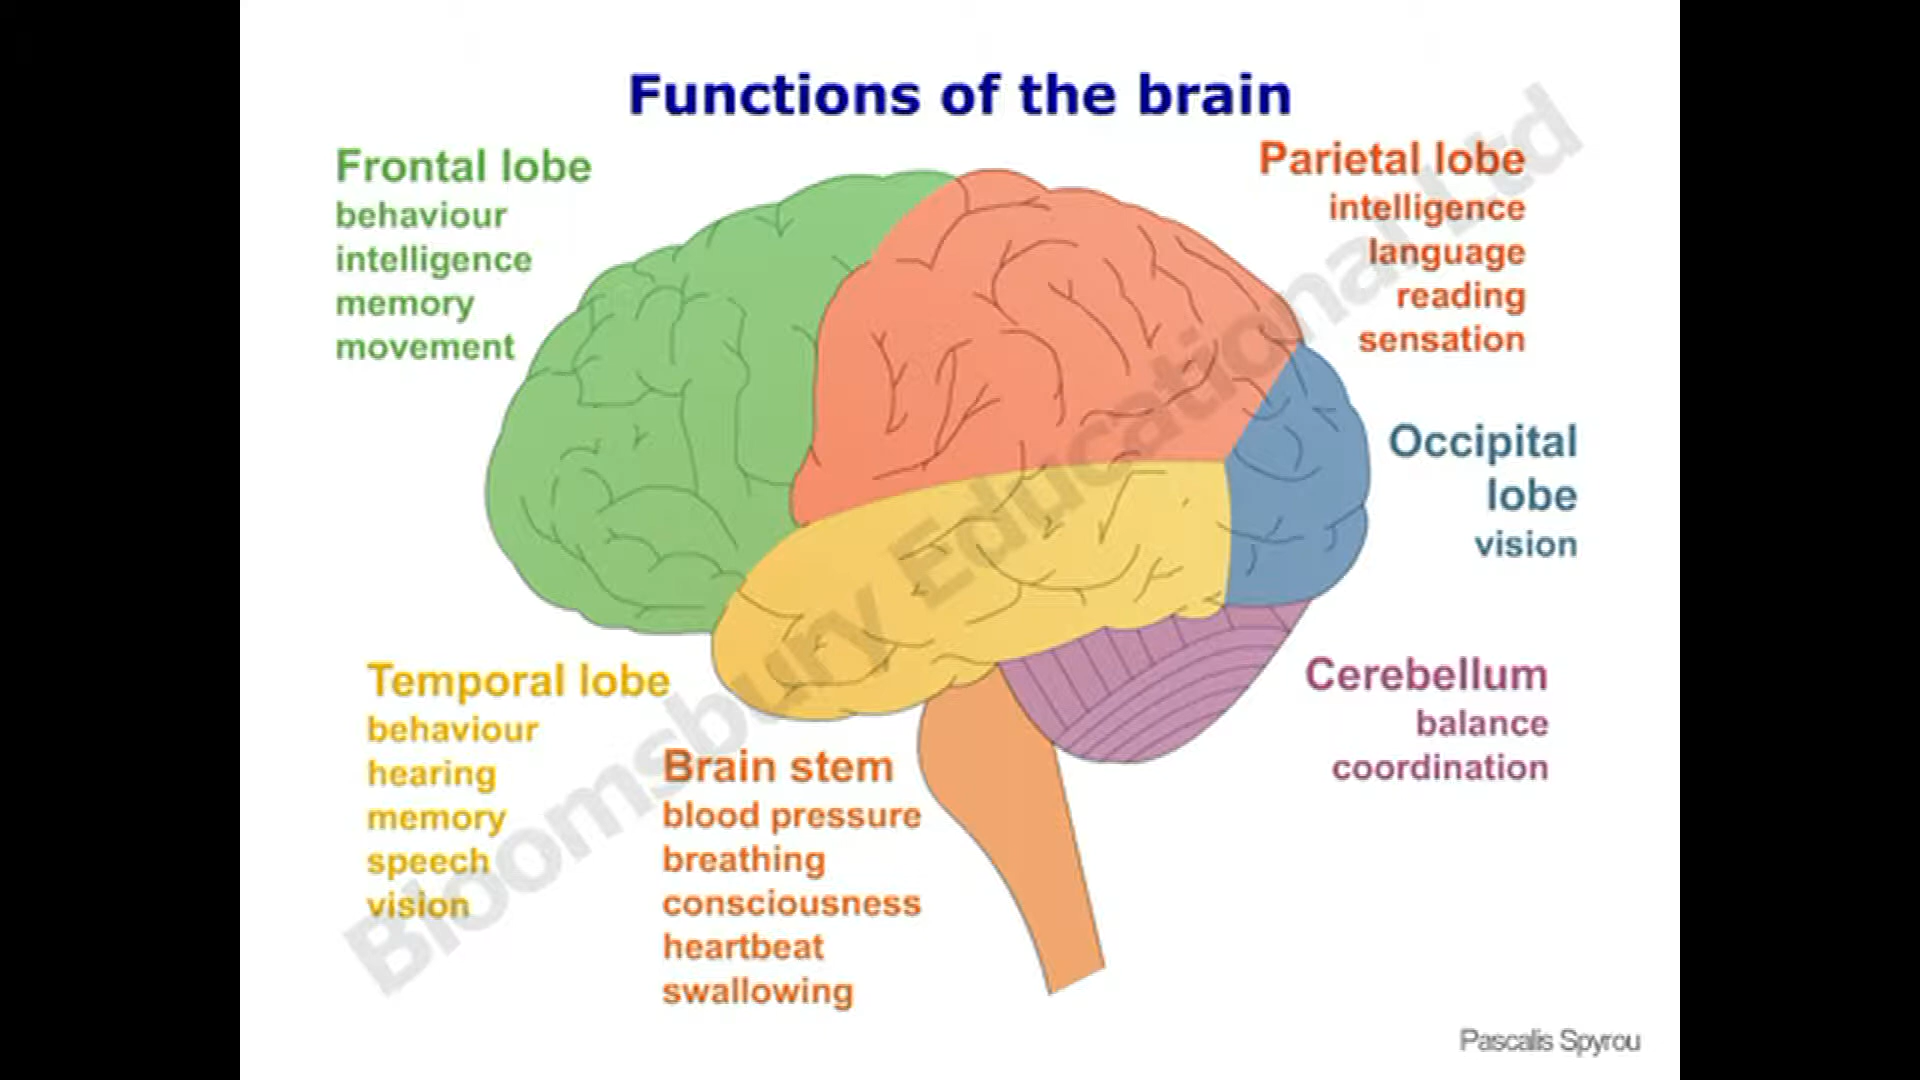 Functions of the brain
Frontal lobe
behaviour
intelligence
memory
movement
Parietal lobe
intelligence
language
reading
sensation
Occipital
lobe
vision
Temporal lobe
behaviour
hearing
memory
speech
vision
Brain stem
blood pressure
breathing
consciousness
heartbeat
swallowing
Cerebellum
balance
coordination
Bloomsbury Educational Ltd
Pascalis Spyrou